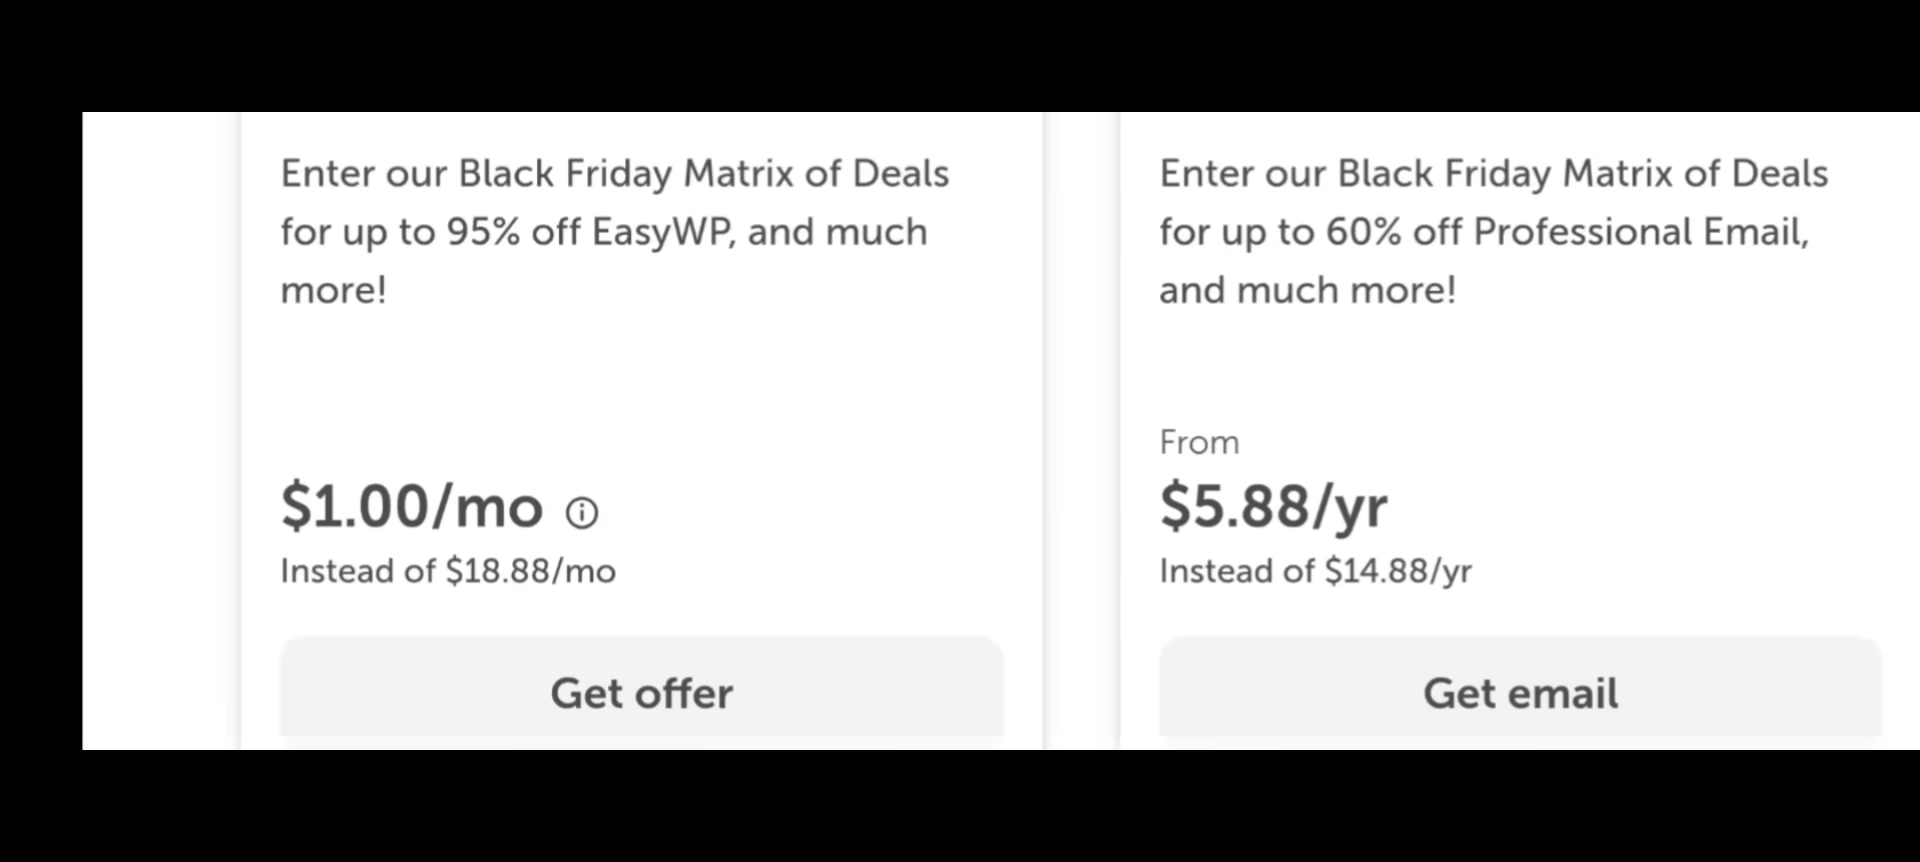 Enter our Black Friday Matrix of Deals
for up to 95% off EasyWP, and much
more!
$1.00/mo
Instead of $18.88/mo
Get offer
Enter our Black Friday Matrix of Deals
for up to 60% off Professional Email,
and much more!
From
$5.88/yr
Instead of $14.88/yr
Get email